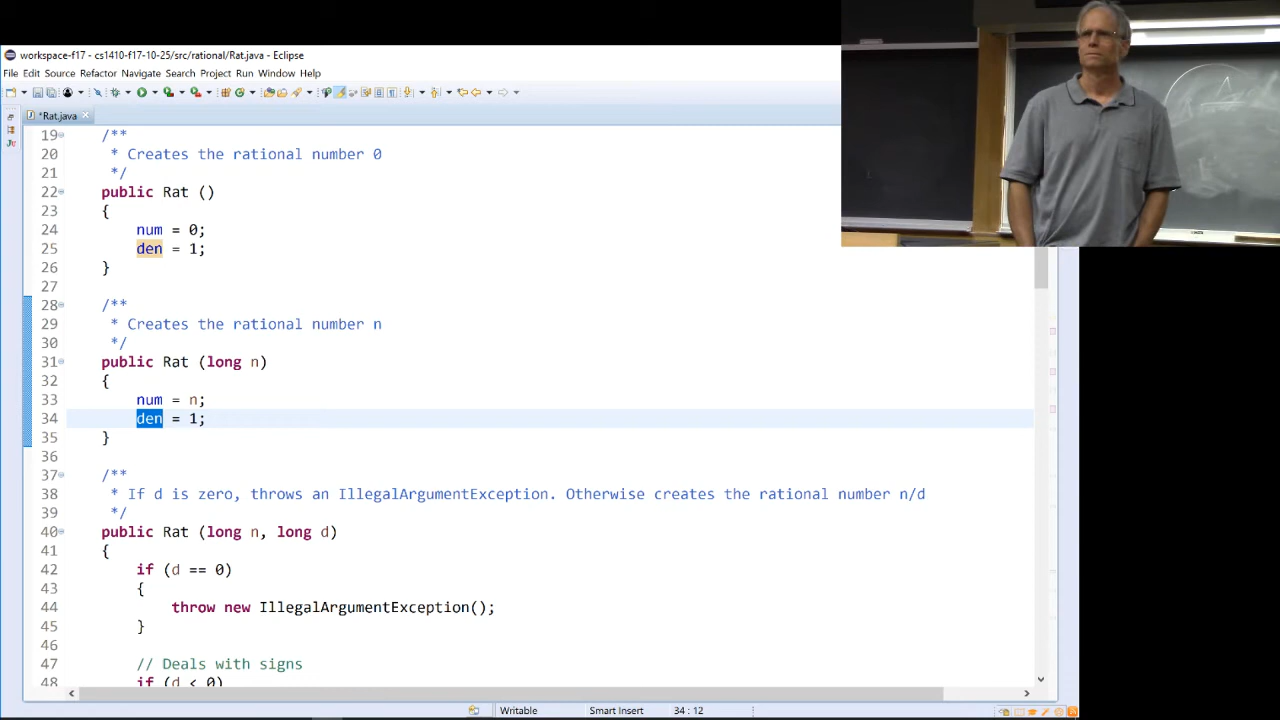 workspace-f17 - cs1410-f17-10-25/src/rational/Rat.java - Eclipse
File Edit Source Refactor Navigate Search Project Run Window Help
*Rat.java
19 /**
20 * Creates the rational number 0
21 */
22 public Rat ()
23 {
24 num = 0;
25 den = 1;
26 }
27
28 /**
29 * Creates the rational number n
30 */
31 public Rat (long n)
32 {
33 num = n;
34 den = 1;
35 }
36
37 /**
38 * If d is zero, throws an IllegalArgumentException. Otherwise creates the rational number n/d
39 */
40 public Rat (long n, long d)
41 {
42 if (d == 0)
43 {
44 throw new IllegalArgumentException();
45 }
46
47 // Deals with signs
48 if (d < 0)
Writable Smart Insert 34 : 12